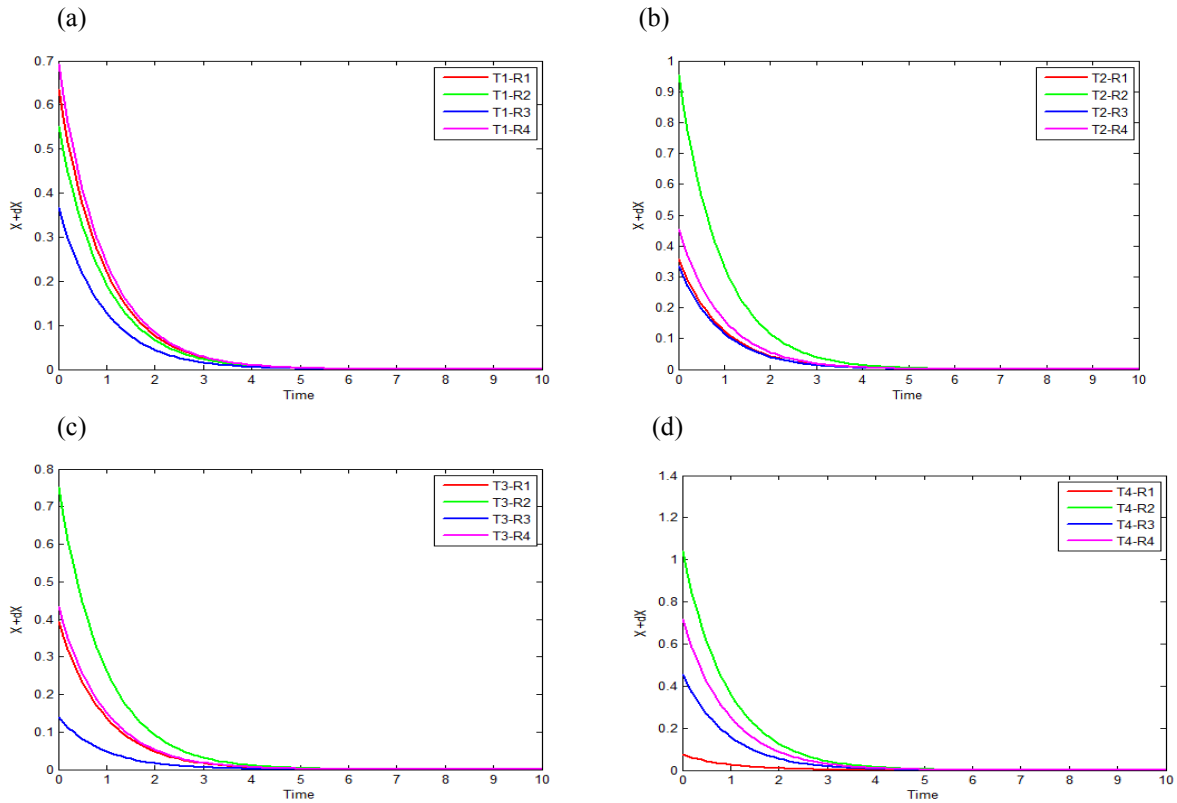 (a)
0.7
0.6
0.5
0.4
0.3
0.2
0.1
0
X+dX
0 1 2 3 4 5 6 7 8 9 10
Time
T1-R1
T1-R2
T1-R3
T1-R4
(b)
1
0.9
0.8
0.7
0.6
0.5
0.4
0.3
0.2
0.1
0
X+dX
0 1 2 3 4 5 6 7 8 9 10
Time
T2-R1
T2-R2
T2-R3
T2-R4
(c)
0.8
0.7
0.6
0.5
0.4
0.3
0.2
0.1
0
X+dX
0 1 2 3 4 5 6 7 8 9 10
Time
T3-R1
T3-R2
T3-R3
T3-R4
(d)
1.4
1.2
1
0.8
0.6
0.4
0.2
0
X+dX
0 1 2 3 4 5 6 7 8 9 10
Time
T4-R1
T4-R2
T4-R3
T4-R4